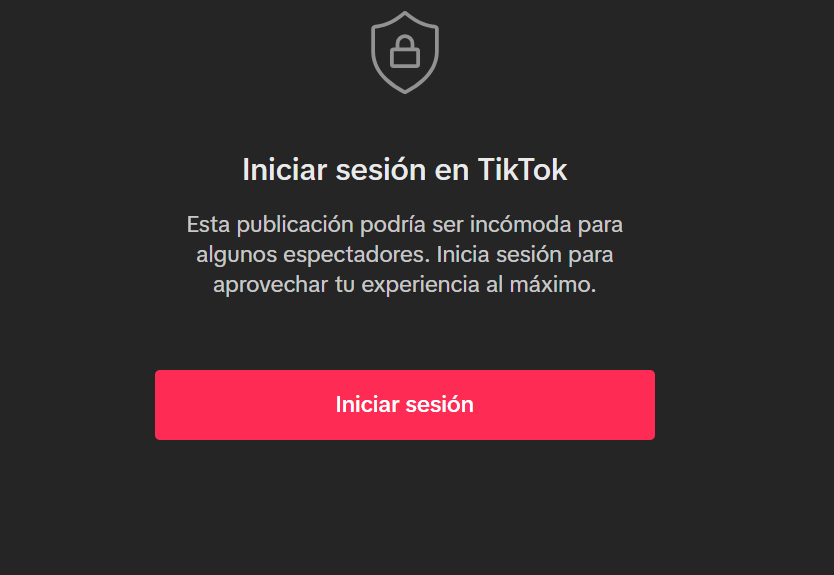 Iniciar sesión en TikTok
Esta publicación podría ser incómoda para
algunos espectadores. Inicia sesión para
aprovechar tu experiencia al máximo.
Iniciar sesión